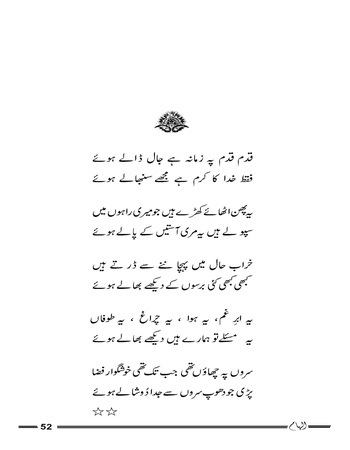 قدم قدم پہ زمانہ ہے جال ڈالے ہوئے
فقط خدا کا کرم ہے مجھے سنبھالے ہوئے
یہ پھن اٹھائے کھڑے ہیں جو میری راہوں میں
سپولے ہیں یہ مری آستیں کے پالے ہوئے
خراب حال میں پہچاننے سے ڈرتے ہیں
کبھی کبھی کئی برسوں کے دیکھے بھالے ہوئے
یہ ابرِ غم، یہ ہوا ، یہ چراغ ، یہ طوفاں
یہ مسئلے تو ہمارے ہیں دیکھے بھالے ہوئے
سروں پہ چھاؤں تھی جب تک تھی خوشگوار فضا
پڑی جو دھوپ سروں سے جدا دُوشالے ہوئے
☆☆
52